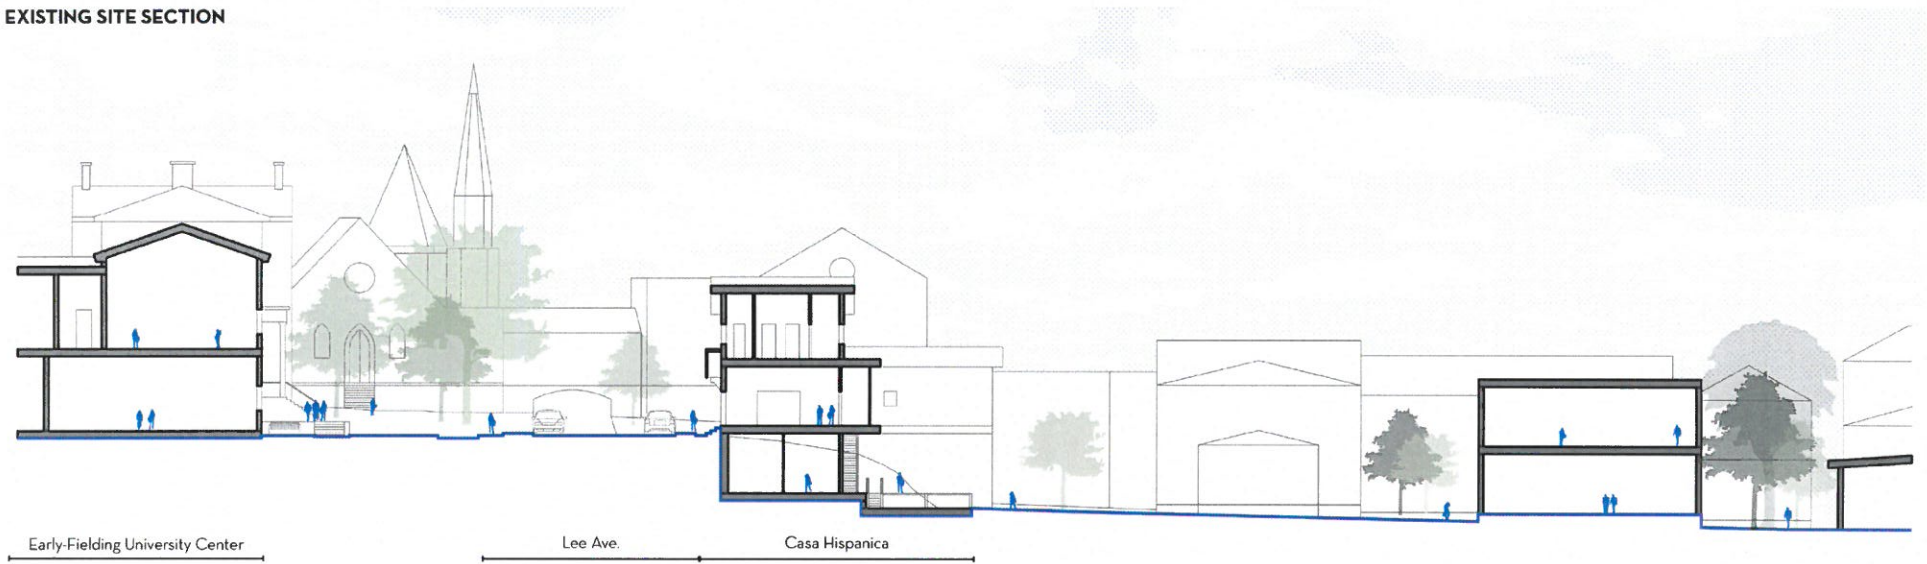 EXISTING SITE SECTION
Early-Fielding University Center
Lee Ave.
Casa Hispanica